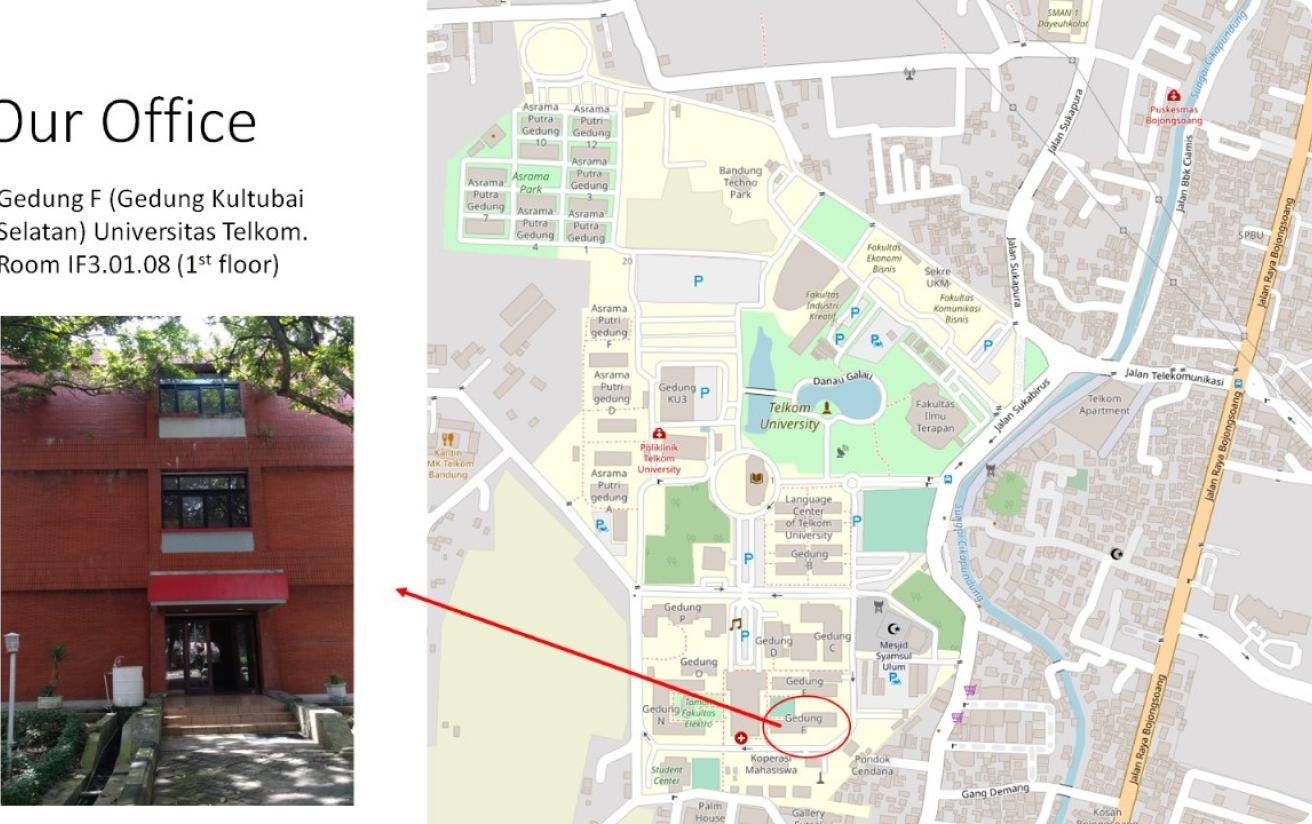 Our Office
Gedung F (Gedung Kultubai
Selatan) Universitas Telkom.
Room IF3.01.08 (1st floor)
SMAN 1
Dayeuhkolot
Sungai Cikapundung
Puskesmas
Bojongsoang
Jalan Sukapura
Jalan Bbk Ciamis
Jalan Raya Bojongsoang
SPBU
Asrama
Putra
Gedung
10
Asrama
Putri
Gedung
12
Asrama
Putra
Gedung
3
Asrama
Park
Asrama
Putra
Gedung
7
Asrama
Putra
Gedung
4
Asrama
Putra
Gedung
1
20
Bandung
Techno
Park
P
Fakultas
Ekonomi
Bisnis
Sekre
UKM
Fakultas
Komunikasi
Bisnis
Fakultas
Industri
Kreatif
P
P
P
P
Jalan Sukapura
Asrama
Putri
gedung
F
Asrama
Putri
gedung
D
Gedung
KU3
P
Danau Galau
Telkom
University
Fakultas
Ilmu
Terapan
Jalan Sukabirus
Jalan Telekomunikasi
Telkom
Apartment
Jalan Raya Bojongsoang
Kantin
MK Telkom
Bandung
Poliklinik
Telkom
University
Asrama
Putri
gedung
A
P
1
Language
Center
of Telkom
University
P
Gedung
B
P
Sungai Cikapundung
Gedung
P
P
Gedung
D
Gedung
C
Mesjid
Syamsul
Ulum
P
Gedung
O
Gedung
E
Gedung
N
Taman
Fakultas
Elektro
Gedung
F
Jalan Raya Bojongsoang
Student
Center
Koperasi
Mahasiswa
Pondok
Cendana
Palm
House
Gallery
Gang Demang
Kosan